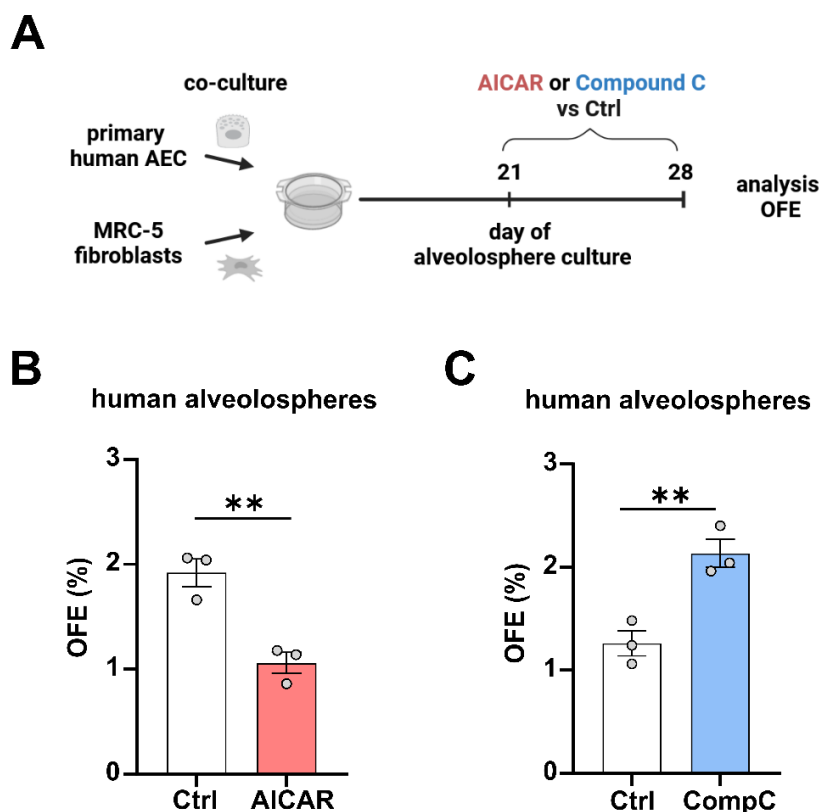 A
co-culture
primary
human AEC
MRC-5
fibroblasts
AICAR or Compound C
vs Ctrl
21
28
day of
alveolosphere culture
analysis
OFE
B
human alveolospheres
OFE (%)
3
2
1
0
**
Ctrl
AICAR
C
human alveolospheres
OFE (%)
3
2
1
0
**
Ctrl
CompC